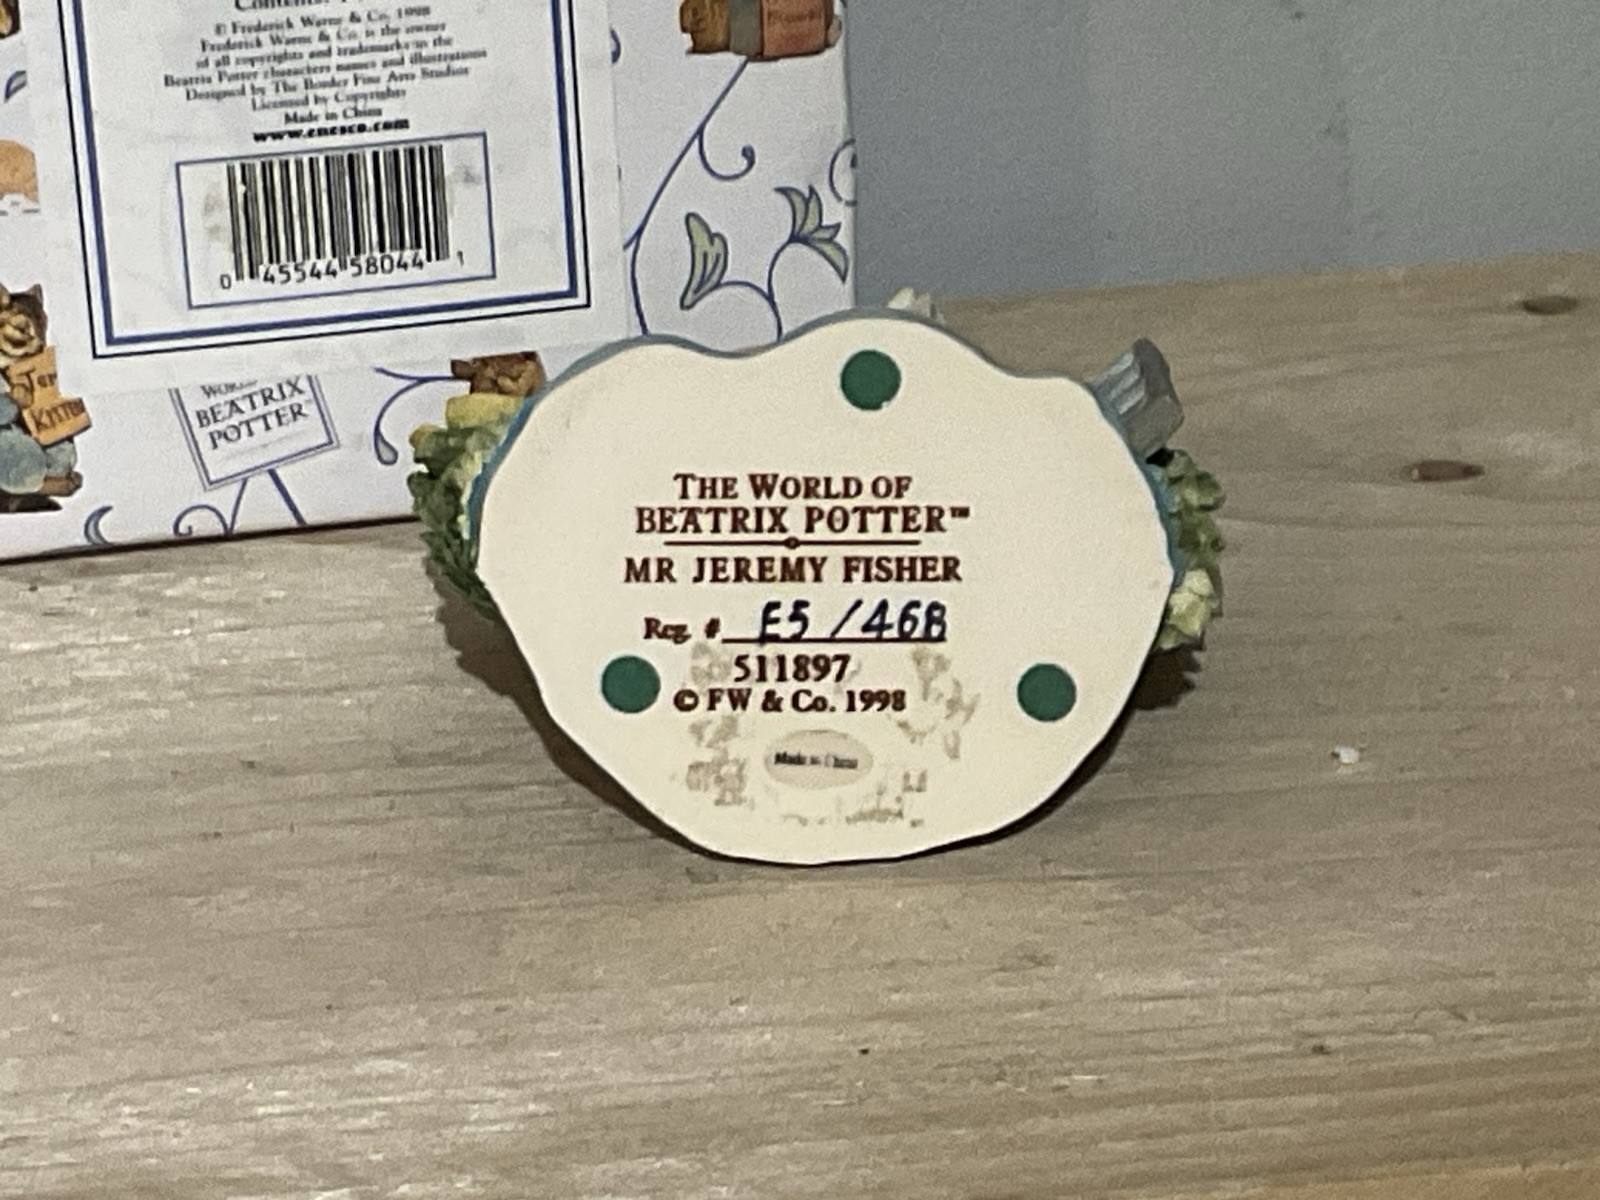 © Frederick Warne & Co. 1998
Frederick Warne & Co. is the owner
of all copyrights and trademarks in the
Beatrix Potter characters names and illustrations
Designed by The Border Fine Arts Studios
Licensed by Copyrights
Made in China
www.enesco.com
0 45544 58044 1
BEATRIX
POTTER™
KITTEN
THE WORLD OF
BEATRIX POTTER™
MR JEREMY FISHER
Reg. # E5/468
511897
© FW & Co. 1998
Made in China